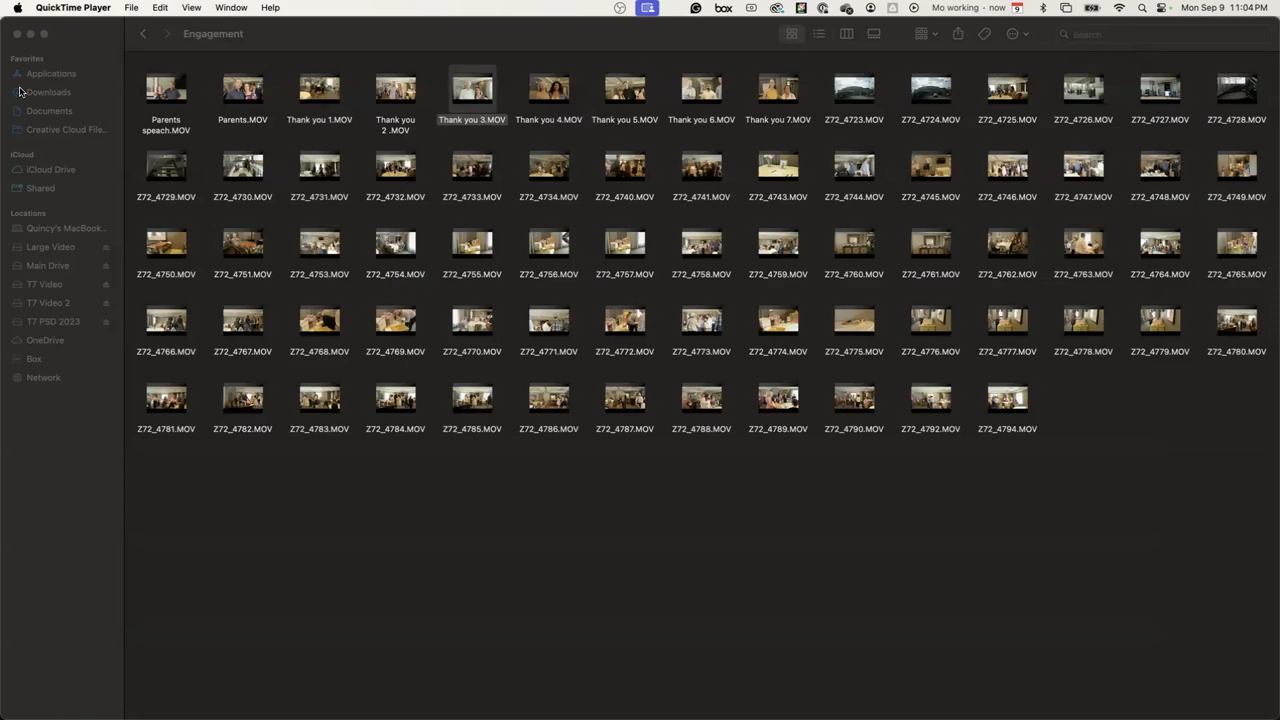 QuickTime Player File Edit View Window Help
box
Mo working - now
9
Mon Sep 9 11:04PM
Engagement
Search
Favorites
Applications
Downloads
Documents
Creative Cloud File...
iCloud
iCloud Drive
Shared
Locations
Quincy's MacBook...
Large Video
Main Drive
T7 Video
T7 Video 2
T7 PSD 2023
OneDrive
Box
Network
Parents
speach.MOV
Parents.MOV
Thank you 1.MOV
Thank you
2 .MOV
Thank you 3.MOV
Thank you 4.MOV
Thank you 5.MOV
Thank you 6.MOV
Thank you 7.MOV
Z72_4723.MOV
Z72_4724.MOV
Z72_4725.MOV
Z72_4726.MOV
Z72_4727.MOV
Z72_4728.MOV
Z72_4729.MOV
Z72_4730.MOV
Z72_4731.MOV
Z72_4732.MOV
Z72_4733.MOV
Z72_4734.MOV
Z72_4740.MOV
Z72_4741.MOV
Z72_4743.MOV
Z72_4744.MOV
Z72_4745.MOV
Z72_4746.MOV
Z72_4747.MOV
Z72_4748.MOV
Z72_4749.MOV
Z72_4750.MOV
Z72_4751.MOV
Z72_4753.MOV
Z72_4754.MOV
Z72_4755.MOV
Z72_4756.MOV
Z72_4757.MOV
Z72_4758.MOV
Z72_4759.MOV
Z72_4760.MOV
Z72_4761.MOV
Z72_4762.MOV
Z72_4763.MOV
Z72_4764.MOV
Z72_4765.MOV
Z72_4766.MOV
Z72_4767.MOV
Z72_4768.MOV
Z72_4769.MOV
Z72_4770.MOV
Z72_4771.MOV
Z72_4772.MOV
Z72_4773.MOV
Z72_4774.MOV
Z72_4775.MOV
Z72_4776.MOV
Z72_4777.MOV
Z72_4778.MOV
Z72_4779.MOV
Z72_4780.MOV
Z72_4781.MOV
Z72_4782.MOV
Z72_4783.MOV
Z72_4784.MOV
Z72_4785.MOV
Z72_4786.MOV
Z72_4787.MOV
Z72_4788.MOV
Z72_4789.MOV
Z72_4790.MOV
Z72_4792.MOV
Z72_4794.MOV